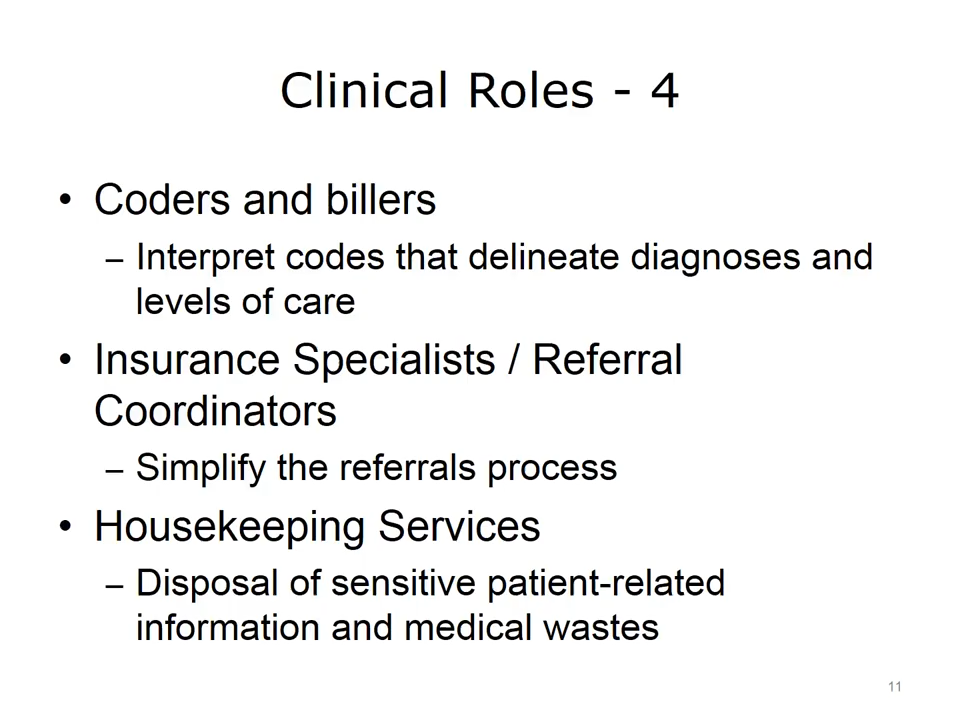 Clinical Roles - 4
• Coders and billers
– Interpret codes that delineate diagnoses and
levels of care
• Insurance Specialists / Referral
Coordinators
– Simplify the referrals process
• Housekeeping Services
– Disposal of sensitive patient-related
information and medical wastes
11